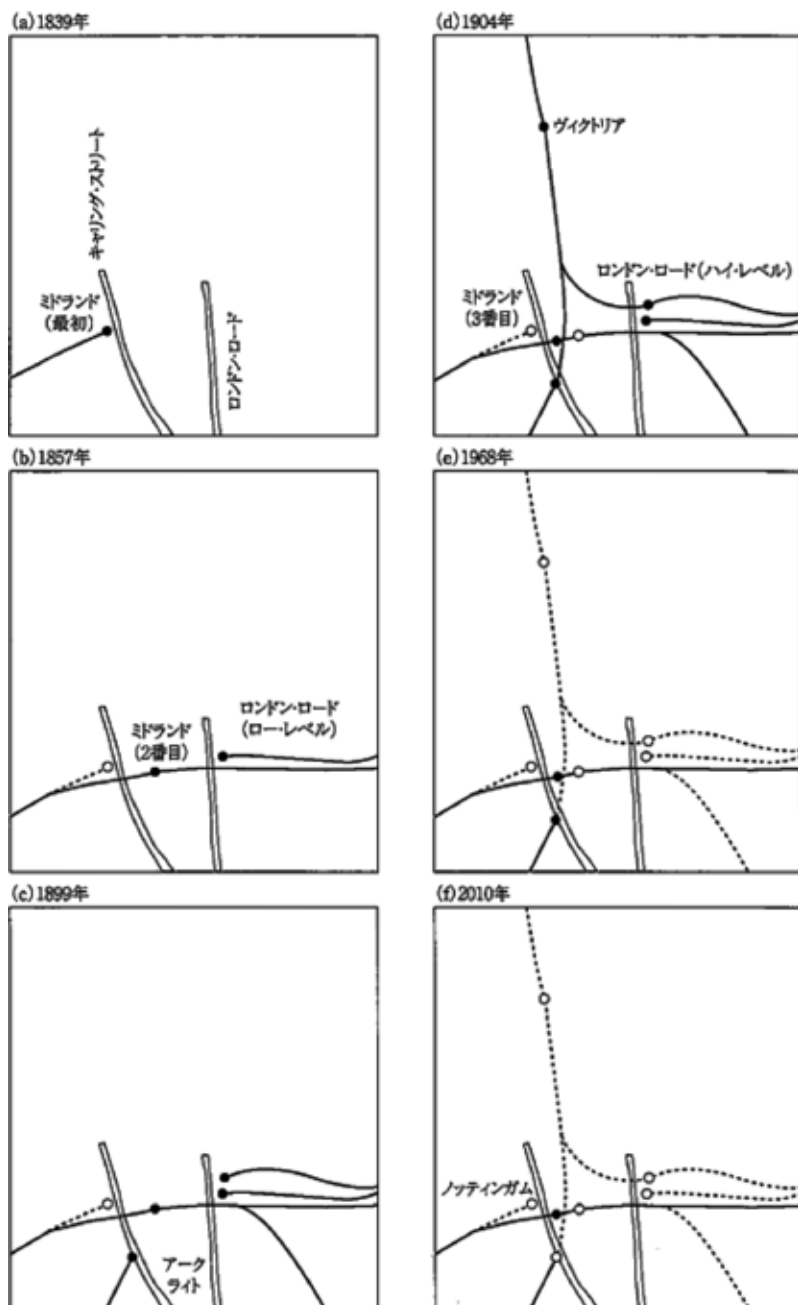 (a)1839年
キャリング・ストリート
ミドランド
(最初)
ロンドン・ロード
(b)1857年
ミドランド
(2番目)
ロンドン・ロード
(ロー・レベル)
(c)1899年
アーク
ライト
(d)1904年
ヴィクトリア
ロンドン・ロード(ハイ・レベル)
ミドランド
(3番目)
(e)1968年
(f)2010年
ノッティンガム